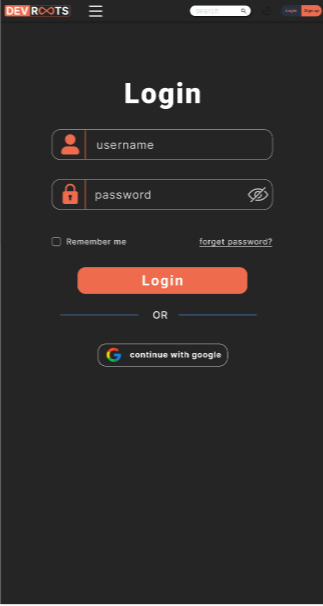 DEV ROOTS search Login Sign up
Login
username
password
Remember me forget password?
Login
OR
continue with google